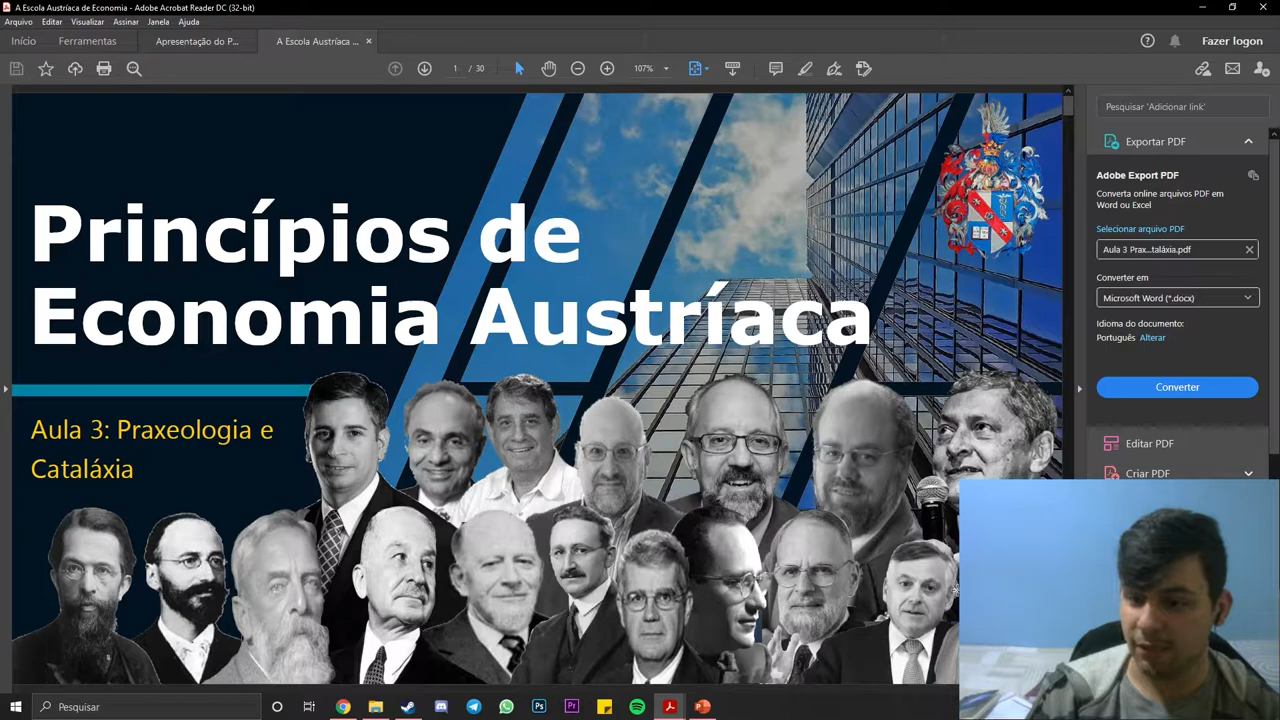 A Escola Austríaca de Economia - Adobe Acrobat Reader DC (32-bit)
Arquivo Editar Visualizar Assinar Janela Ajuda
Início Ferramentas Apresentação do P... A Escola Austríaca ... × Fazer logon
1 / 30 107%
Pesquisar 'Adicionar link'
Exportar PDF
Adobe Export PDF
Converta online arquivos PDF em
Word ou Excel
Selecionar arquivo PDF
Aula 3 Prax...taláxia.pdf
Converter em
Microsoft Word (*.docx)
Idioma do documento:
Português Alterar
Converter
Editar PDF
Criar PDF
Princípios de
Economia Austríaca
Aula 3: Praxeologia e
Cataláxia
Pesquisar